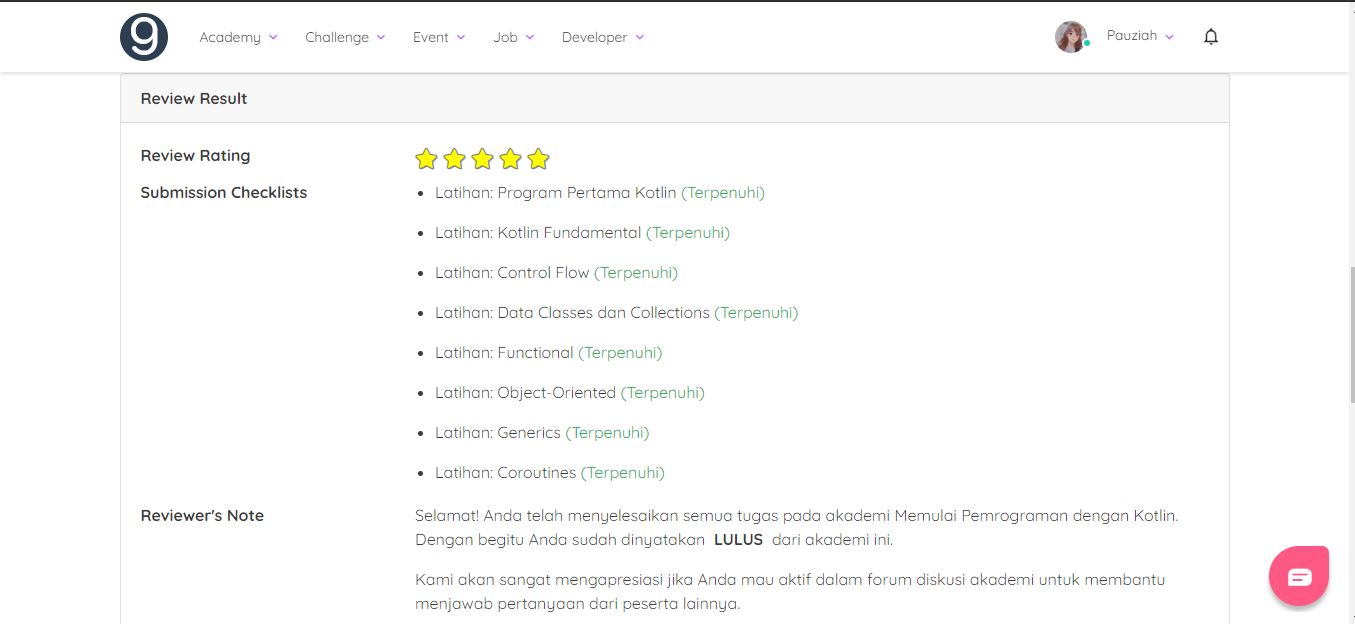 9 Academy Challenge Event Job Developer Pauziah
Review Result
Review Rating
Submission Checklists
• Latihan: Program Pertama Kotlin (Terpenuhi)
• Latihan: Kotlin Fundamental (Terpenuhi)
• Latihan: Control Flow (Terpenuhi)
• Latihan: Data Classes dan Collections (Terpenuhi)
• Latihan: Functional (Terpenuhi)
• Latihan: Object-Oriented (Terpenuhi)
• Latihan: Generics (Terpenuhi)
• Latihan: Coroutines (Terpenuhi)
Reviewer's Note
Selamat! Anda telah menyelesaikan semua tugas pada akademi Memulai Pemrograman dengan Kotlin.
Dengan begitu Anda sudah dinyatakan LULUS dari akademi ini.
Kami akan sangat mengapresiasi jika Anda mau aktif dalam forum diskusi akademi untuk membantu
menjawab pertanyaan dari peserta lainnya.